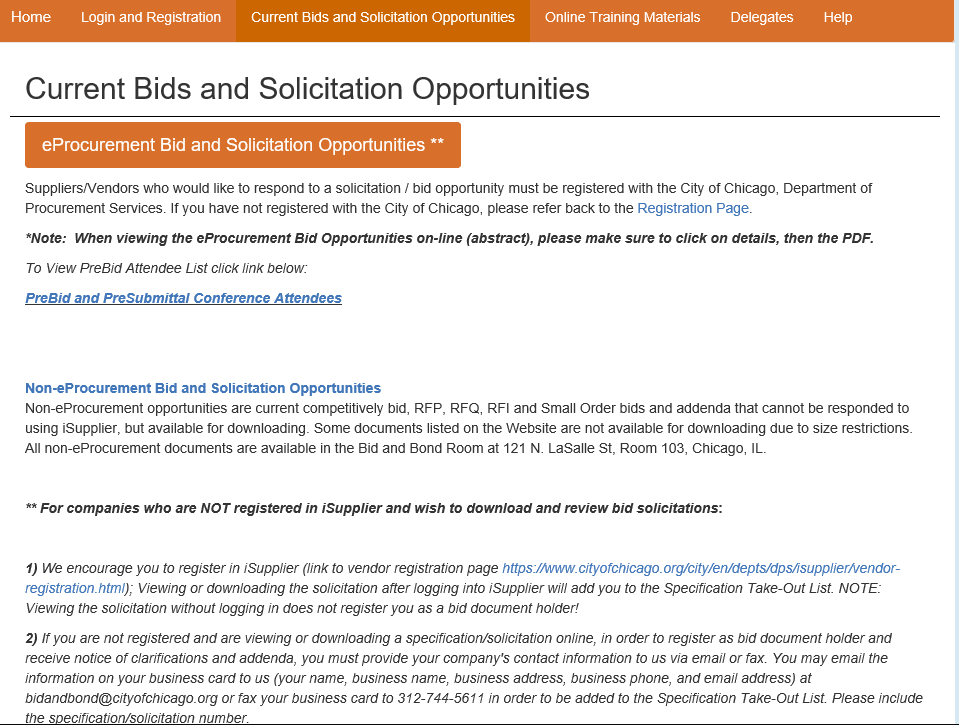 Home Login and Registration Current Bids and Solicitation Opportunities Online Training Materials Delegates Help
Current Bids and Solicitation Opportunities
eProcurement Bid and Solicitation Opportunities **
Suppliers/Vendors who would like to respond to a solicitation / bid opportunity must be registered with the City of Chicago, Department of
Procurement Services. If you have not registered with the City of Chicago, please refer back to the Registration Page.
*Note:  When viewing the eProcurement Bid Opportunities on-line (abstract), please make sure to click on details, then the PDF.
To View PreBid Attendee List click link below:
PreBid and PreSubmittal Conference Attendees
Non-eProcurement Bid and Solicitation Opportunities
Non-eProcurement opportunities are current competitively bid, RFP, RFQ, RFI and Small Order bids and addenda that cannot be responded to
using iSupplier, but available for downloading. Some documents listed on the Website are not available for downloading due to size restrictions.
All non-eProcurement documents are available in the Bid and Bond Room at 121 N. LaSalle St, Room 103, Chicago, IL.
** For companies who are NOT registered in iSupplier and wish to download and review bid solicitations:
1) We encourage you to register in iSupplier (link to vendor registration page https://www.cityofchicago.org/city/en/depts/dps/isupplier/vendor-
registration.html); Viewing or downloading the solicitation after logging into iSupplier will add you to the Specification Take-Out List. NOTE:
Viewing the solicitation without logging in does not register you as a bid document holder!
2) If you are not registered and are viewing or downloading a specification/solicitation online, in order to register as bid document holder and
receive notice of clarifications and addenda, you must provide your company's contact information to us via email or fax. You may email the
information on your business card to us (your name, business name, business address, business phone, and email address) at
bidandbond@cityofchicago.org or fax your business card to 312-744-5611 in order to be added to the Specification Take-Out List. Please include
the specification/solicitation number.